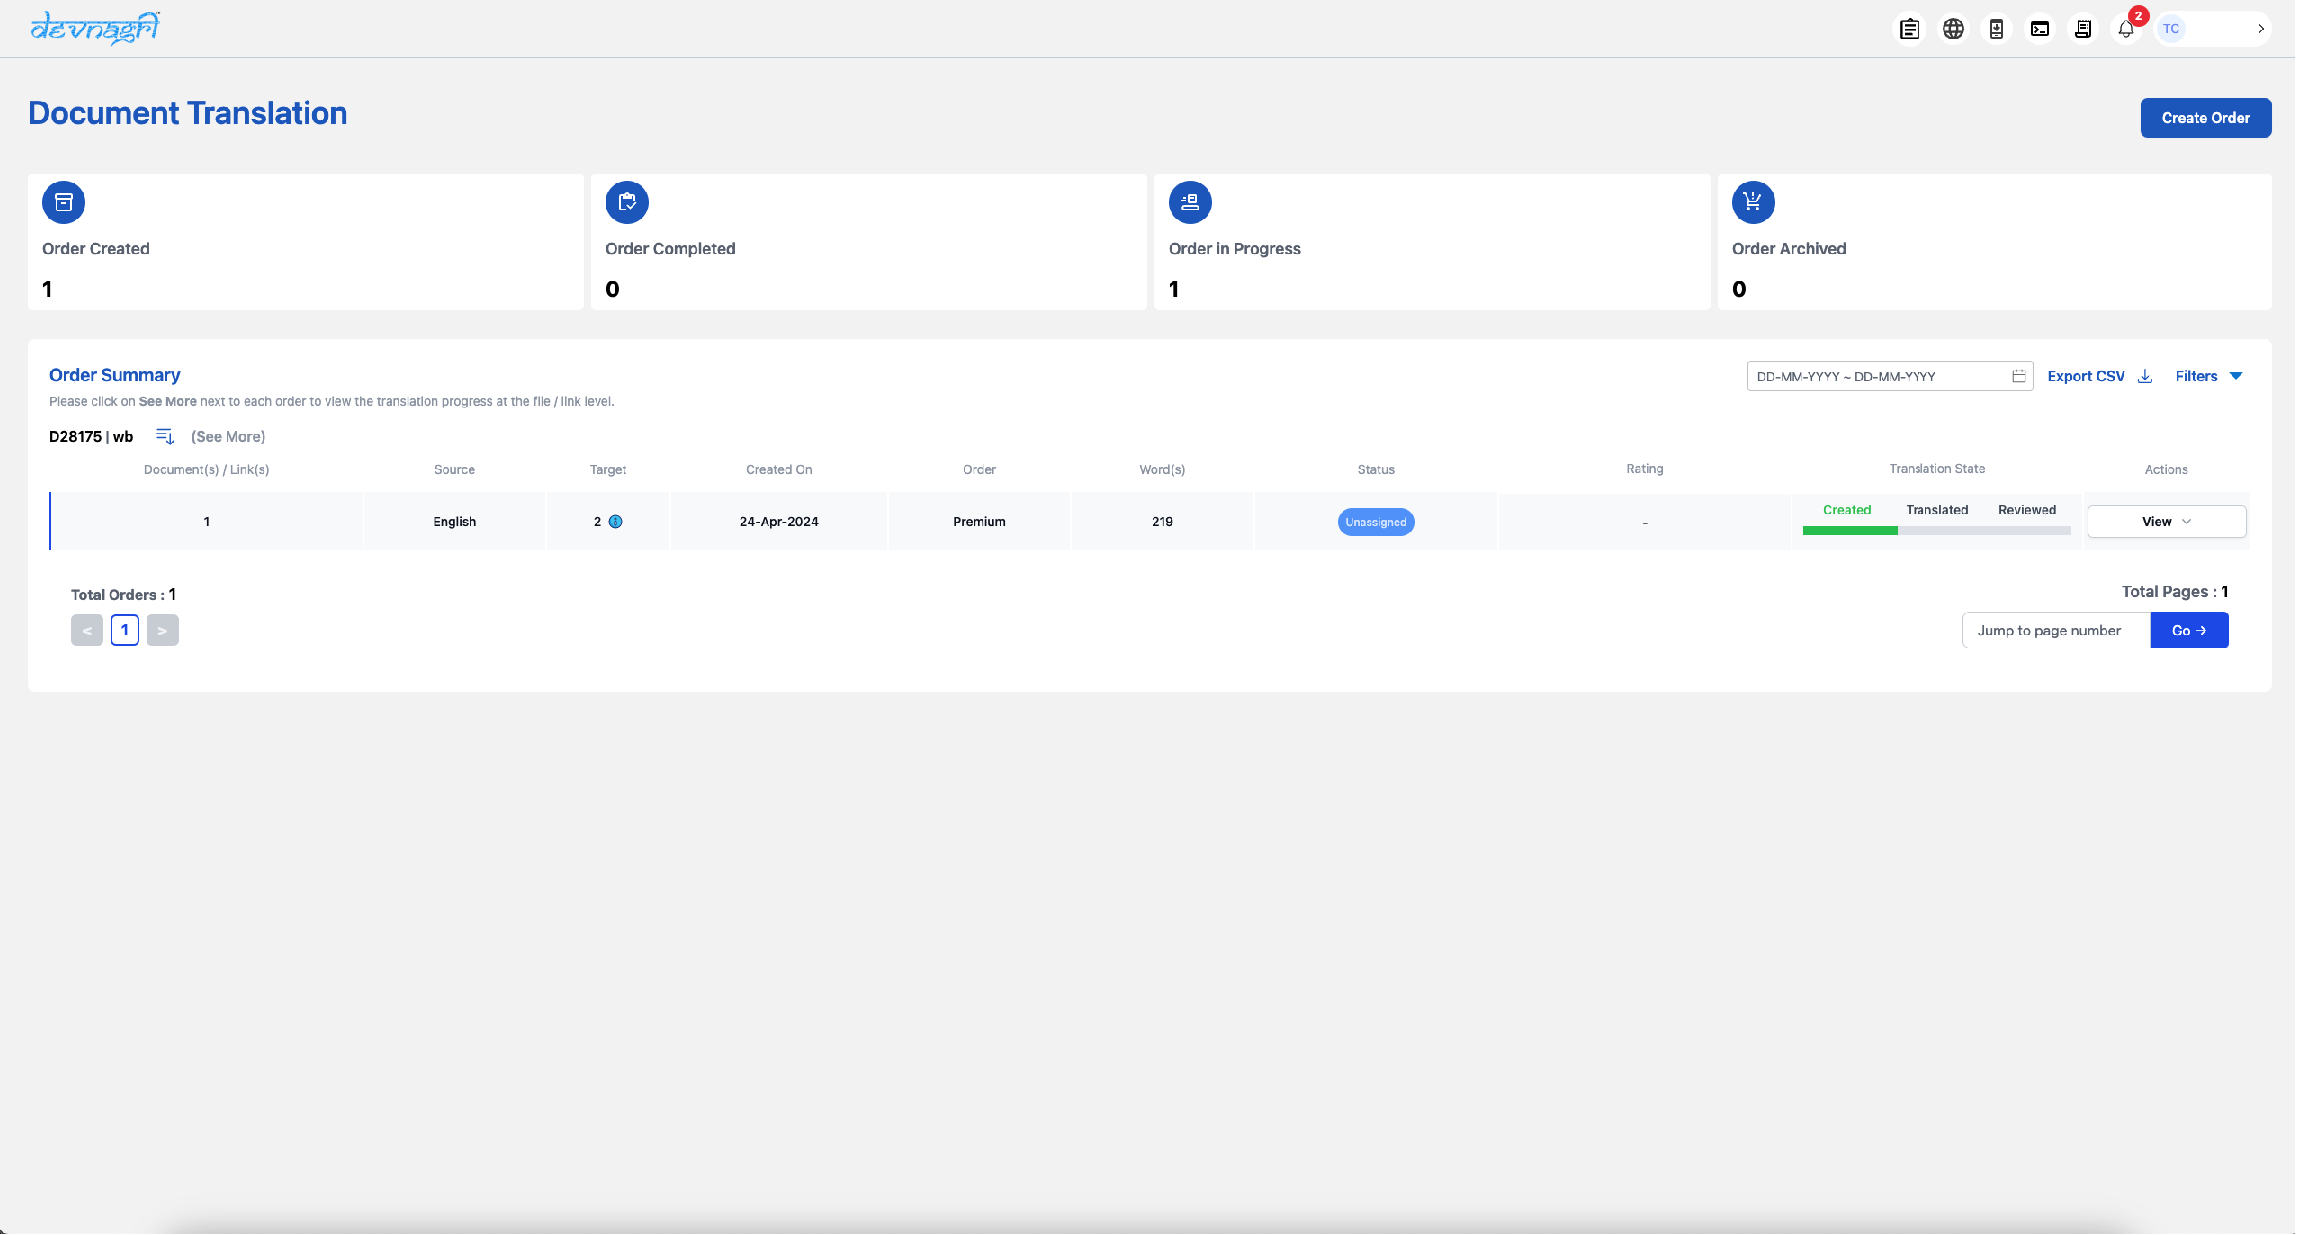 devnagri
2
TC
Document Translation
Create Order
Order Created
1
Order Completed
0
Order in Progress
1
Order Archived
0
Order Summary
DD-MM-YYYY ~ DD-MM-YYYY
Export CSV
Filters
Please click on See More next to each order to view the translation progress at the file / link level.
D28175 | wb (See More)
Document(s) / Link(s) Source Target Created On Order Word(s) Status Rating Translation State Actions
1 English 2 24-Apr-2024 Premium 219 Unassigned - Created Translated Reviewed View
Total Orders : 1
Total Pages : 1
< 1 >
Jump to page number Go →